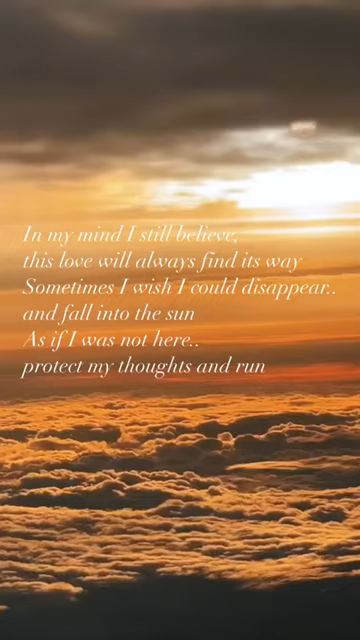 In my mind I still believe,
this love will always find its way
Sometimes I wish I could disappear..
and fall into the sun
As if I was not here..
protect my thoughts and run